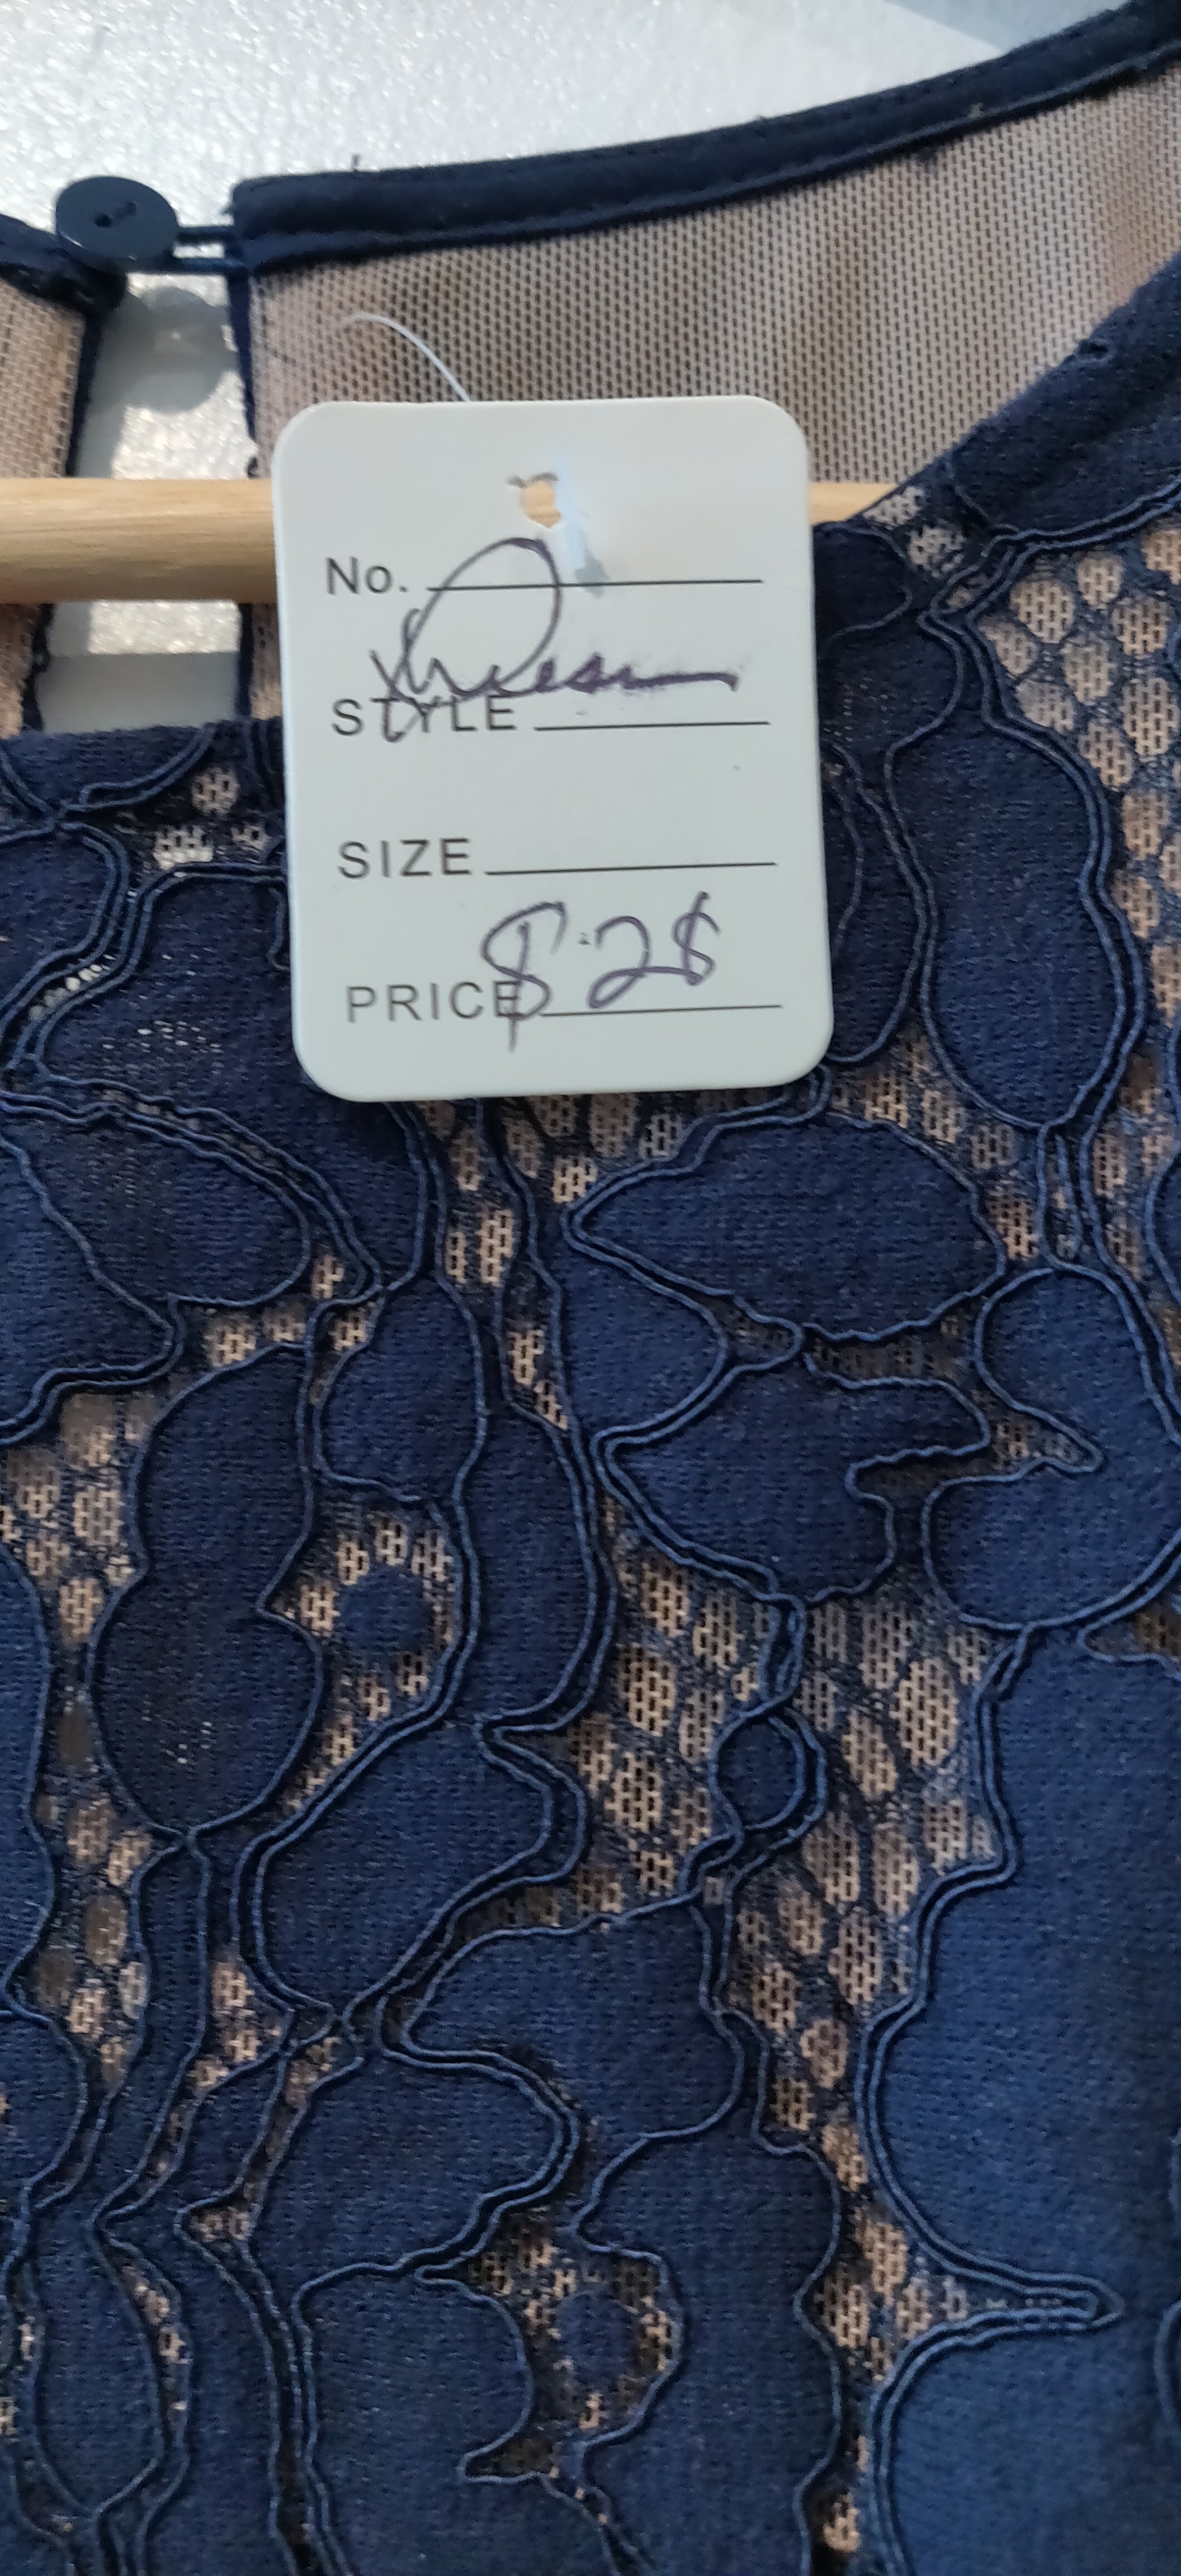 No.
Dress
STYLE
SIZE
PRICE $ 28